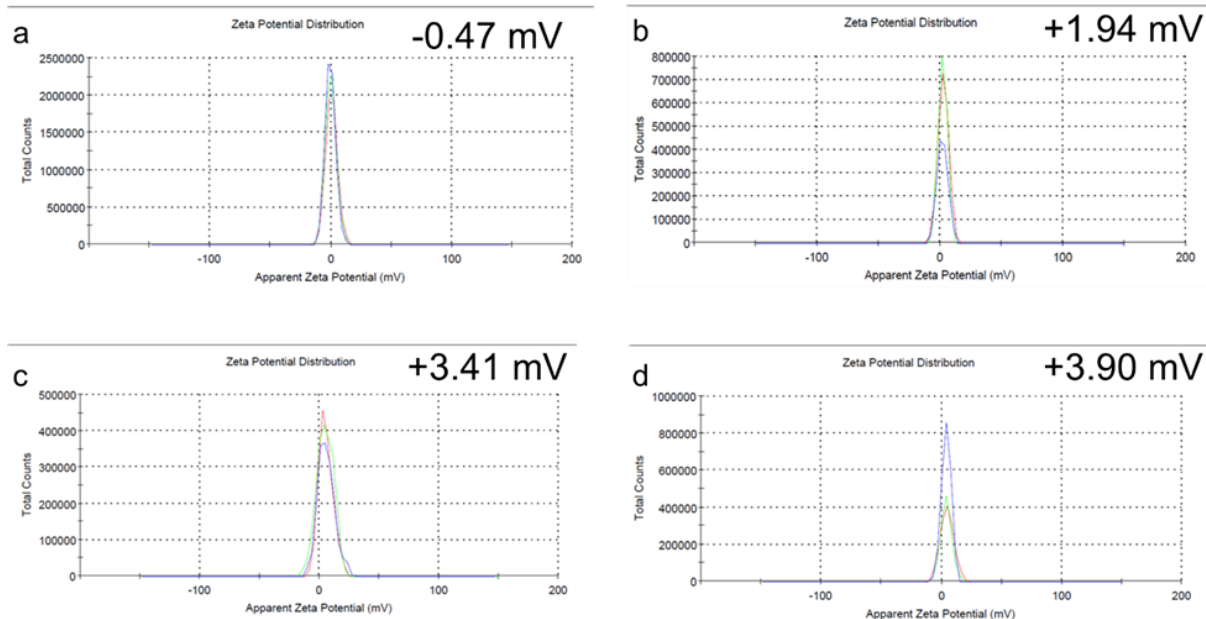 a
Zeta Potential Distribution
-0.47 mV
2500000
2000000
1500000
1000000
500000
0
-100
0
100
200
Total Counts
Apparent Zeta Potential (mV)
b
Zeta Potential Distribution
+1.94 mV
800000
700000
600000
500000
400000
300000
200000
100000
0
-100
0
100
200
Total Counts
Apparent Zeta Potential (mV)
c
Zeta Potential Distribution
+3.41 mV
500000
400000
300000
200000
100000
0
-100
0
100
200
Total Counts
Apparent Zeta Potential (mV)
d
Zeta Potential Distribution
+3.90 mV
1000000
800000
600000
400000
200000
0
-100
0
100
200
Total Counts
Apparent Zeta Potential (mV)